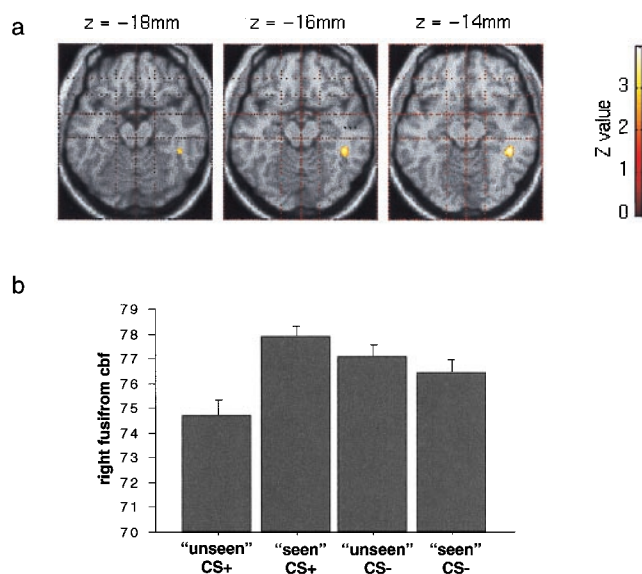 a
z = -18mm z = -16mm z = -14mm
3
2
1
0
Z value
b
79
78
77
76
75
74
73
72
71
70
right fusifrom cbf
"unseen" "seen" "unseen" "seen"
CS+ CS+ CS- CS-